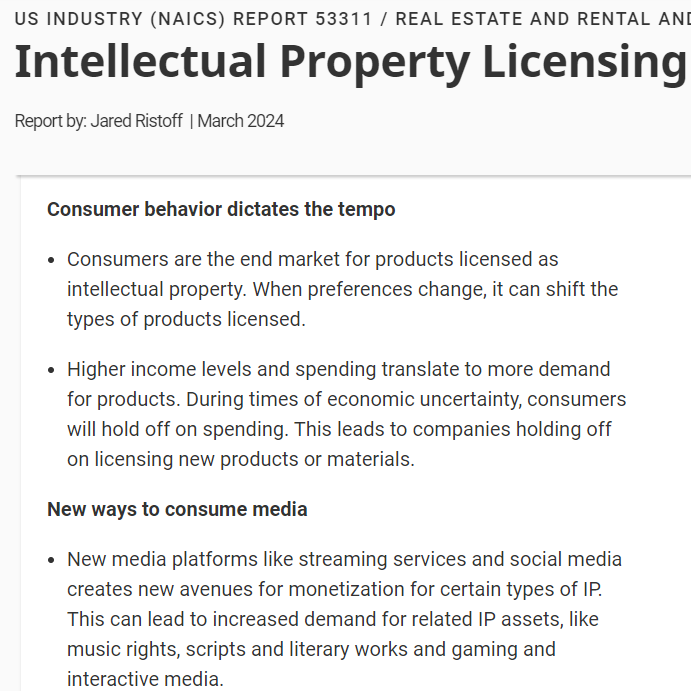 US INDUSTRY (NAICS) REPORT 53311 / REAL ESTATE AND RENTAL AND
Intellectual Property Licensing
Report by: Jared Ristoff | March 2024
Consumer behavior dictates the tempo
• Consumers are the end market for products licensed as
intellectual property. When preferences change, it can shift the
types of products licensed.
• Higher income levels and spending translate to more demand
for products. During times of economic uncertainty, consumers
will hold off on spending. This leads to companies holding off
on licensing new products or materials.
New ways to consume media
• New media platforms like streaming services and social media
creates new avenues for monetization for certain types of IP.
This can lead to increased demand for related IP assets, like
music rights, scripts and literary works and gaming and
interactive media.